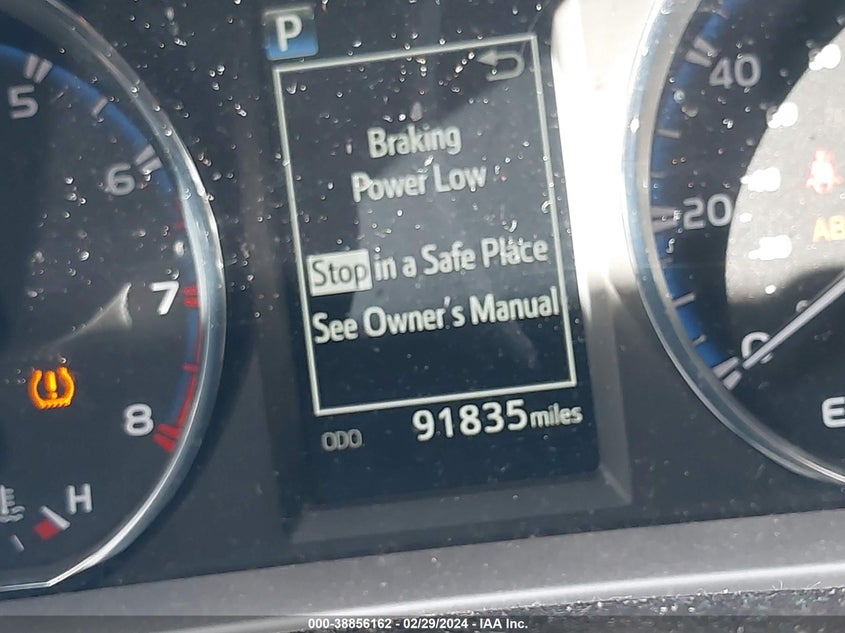 P
Braking
Power Low
Stop in a Safe Place
See Owner's Manual
ODO. 91835 miles
5
6
7
8
H
40
20
0
000-38856162 - 02/29/2024 - IAA Inc.